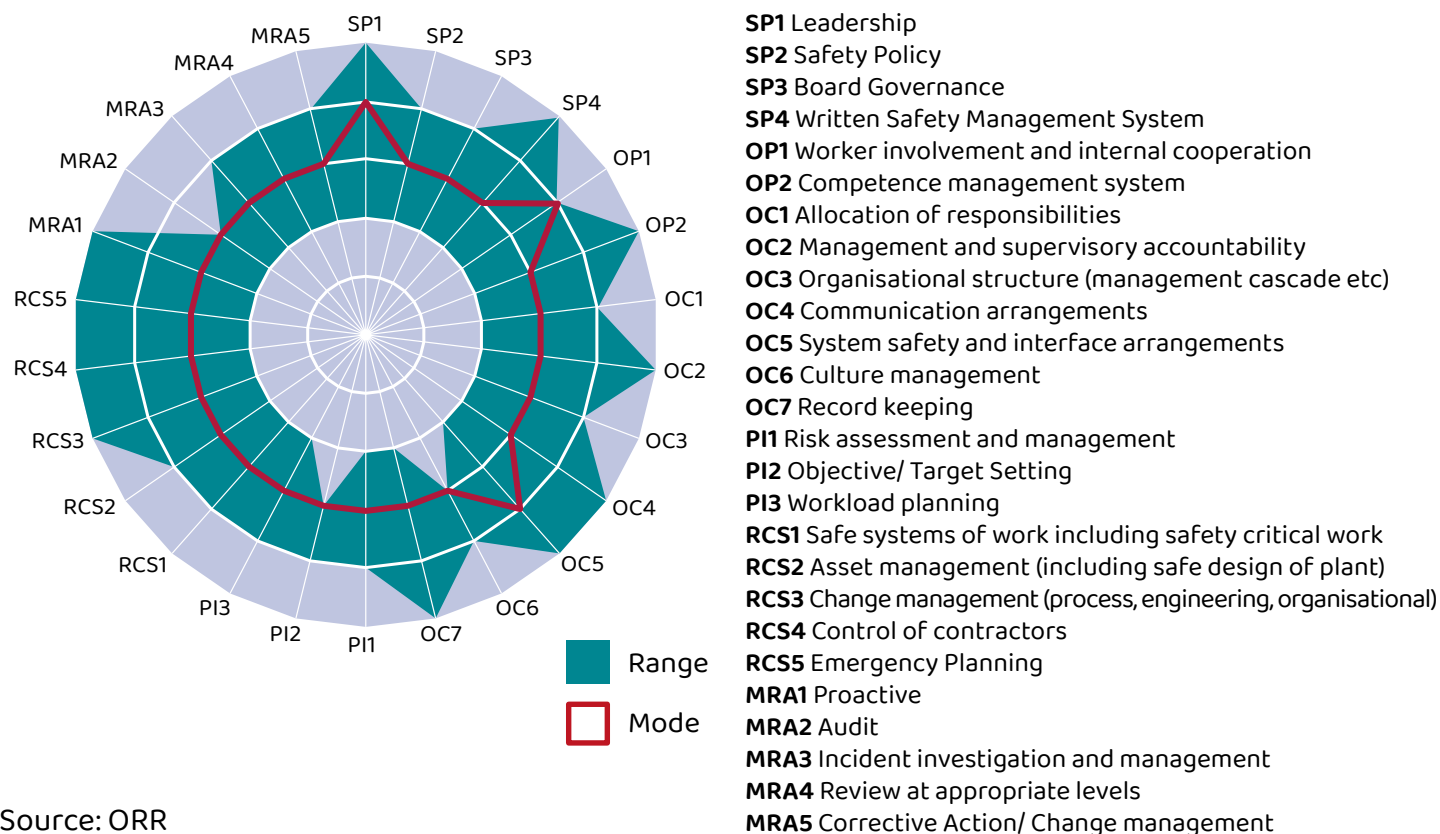 SP1
SP2
SP3
SP4
OP1
OP2
OC1
OC2
OC3
OC4
OC5
OC6
OC7
PI1
PI2
PI3
RCS1
RCS2
RCS3
RCS4
RCS5
MRA1
MRA2
MRA3
MRA4
MRA5
Range
Mode
SP1 Leadership
SP2 Safety Policy
SP3 Board Governance
SP4 Written Safety Management System
OP1 Worker involvement and internal cooperation
OP2 Competence management system
OC1 Allocation of responsibilities
OC2 Management and supervisory accountability
OC3 Organisational structure (management cascade etc)
OC4 Communication arrangements
OC5 System safety and interface arrangements
OC6 Culture management
OC7 Record keeping
PI1 Risk assessment and management
PI2 Objective/ Target Setting
PI3 Workload planning
RCS1 Safe systems of work including safety critical work
RCS2 Asset management (including safe design of plant)
RCS3 Change management (process, engineering, organisational)
RCS4 Control of contractors
RCS5 Emergency Planning
MRA1 Proactive
MRA2 Audit
MRA3 Incident investigation and management
MRA4 Review at appropriate levels
MRA5 Corrective Action/ Change management
Source: ORR